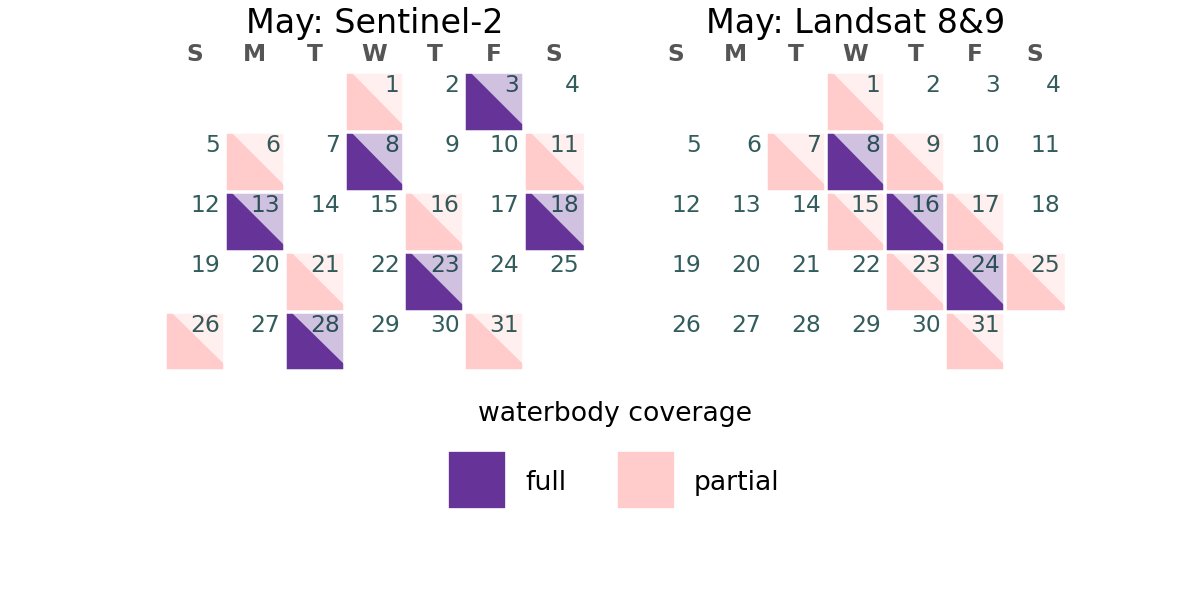 May: Sentinel-2
S M T W T F S
1 2 3 4
5 6 7 8 9 10 11
12 13 14 15 16 17 18
19 20 21 22 23 24 25
26 27 28 29 30 31
May: Landsat 8&9
S M T W T F S
1 2 3 4
5 6 7 8 9 10 11
12 13 14 15 16 17 18
19 20 21 22 23 24 25
26 27 28 29 30 31
waterbody coverage
full partial